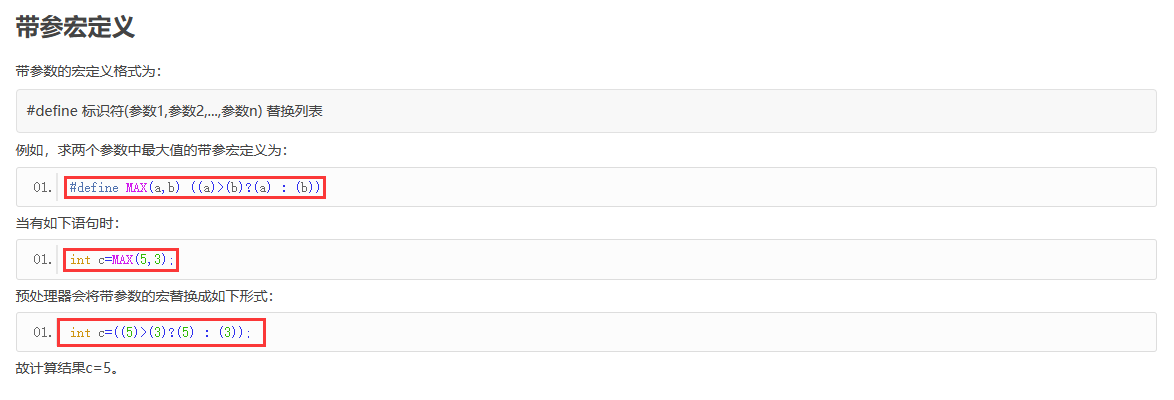 带参宏定义
带参数的宏定义格式为：
#define 标识符(参数1,参数2,...,参数n) 替换列表
例如，求两个参数中最大值的带参宏定义为：
01. #define MAX(a,b) ((a)>(b)?(a) : (b))
当有如下语句时：
01. int c=MAX(5,3);
预处理器会将带参数的宏替换成如下形式：
01. int c=((5)>(3)?(5) : (3));
故计算结果c=5。